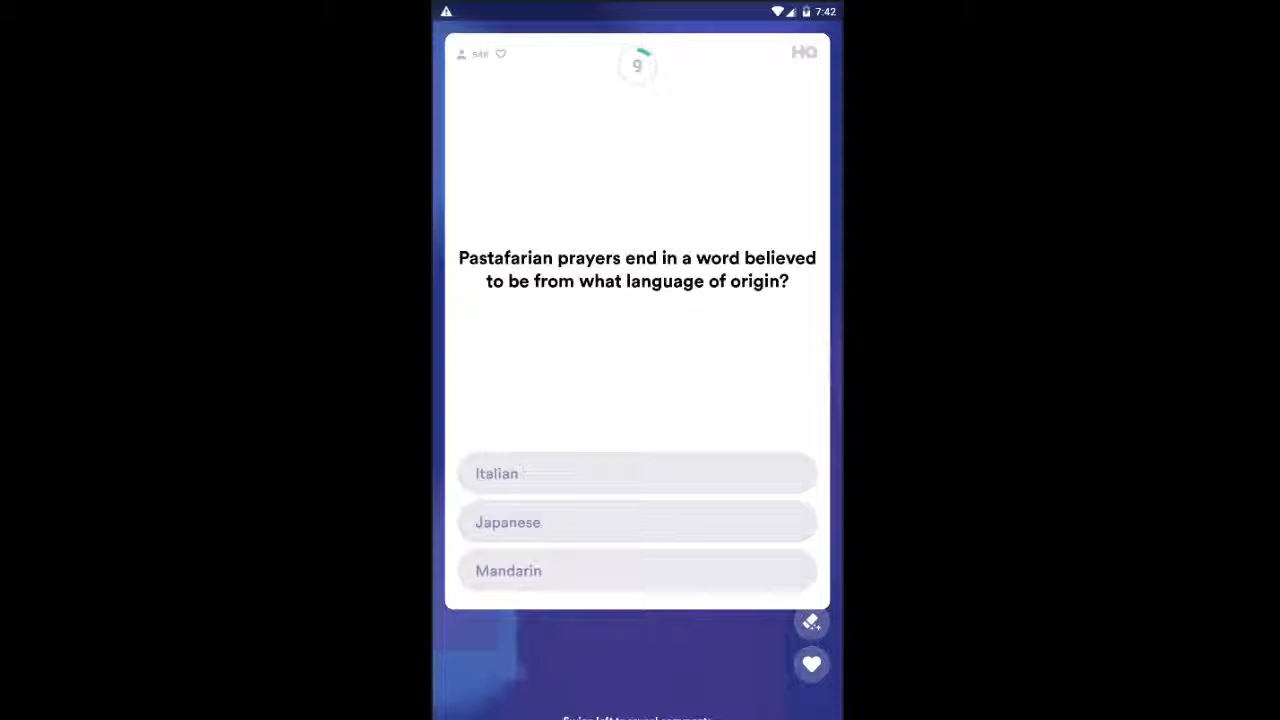 7:42
54K
9
HQ
Pastafarian prayers end in a word believed
to be from what language of origin?
Italian
Japanese
Mandarin